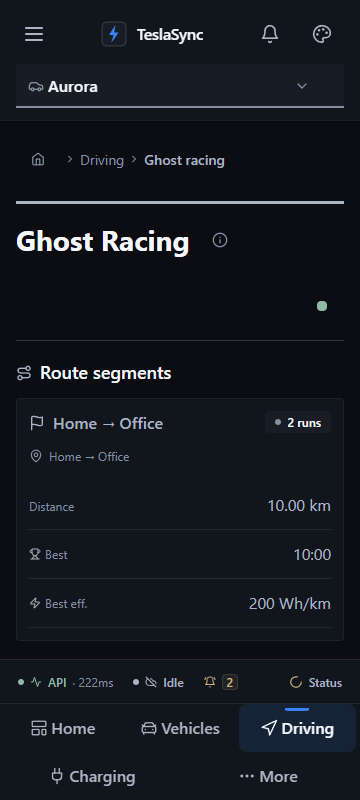 TeslaSync
Aurora
Driving Ghost racing
Ghost Racing
Route segments
Home → Office
2 runs
Home → Office
Distance 10.00 km
Best 10:00
Best eff. 200 Wh/km
API · 222ms Idle 2 Status
Home Vehicles Driving
Charging More